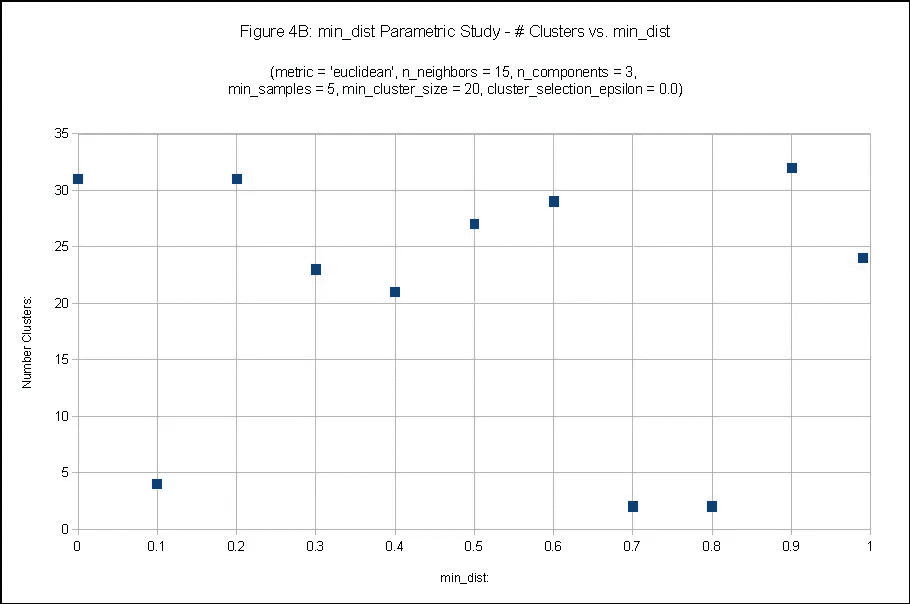 Figure 4B: min_dist Parametric Study - # Clusters vs. min_dist
(metric = 'euclidean', n_neighbors = 15, n_components = 3,
min_samples = 5, min_cluster_size = 20, cluster_selection_epsilon = 0.0)
35
30
25
20
15
10
5
0
Number Clusters:
0 0.1 0.2 0.3 0.4 0.5 0.6 0.7 0.8 0.9 1
min_dist: